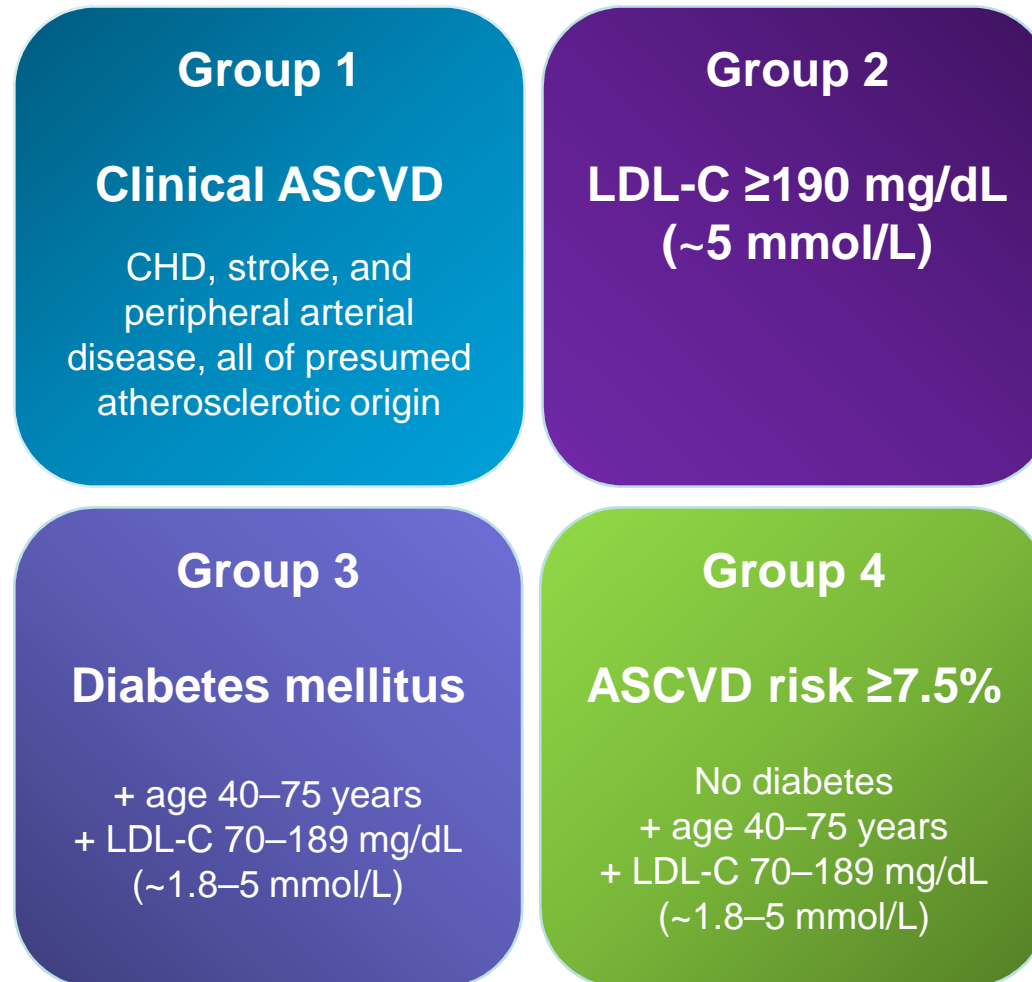 Group 1
Clinical ASCVD
CHD, stroke, and
peripheral arterial
disease, all of presumed
atherosclerotic origin
Group 2
LDL-C ≥190 mg/dL
(~5 mmol/L)
Group 3
Diabetes mellitus
+ age 40–75 years
+ LDL-C 70–189 mg/dL
(~1.8–5 mmol/L)
Group 4
ASCVD risk ≥7.5%
No diabetes
+ age 40–75 years
+ LDL-C 70–189 mg/dL
(~1.8–5 mmol/L)